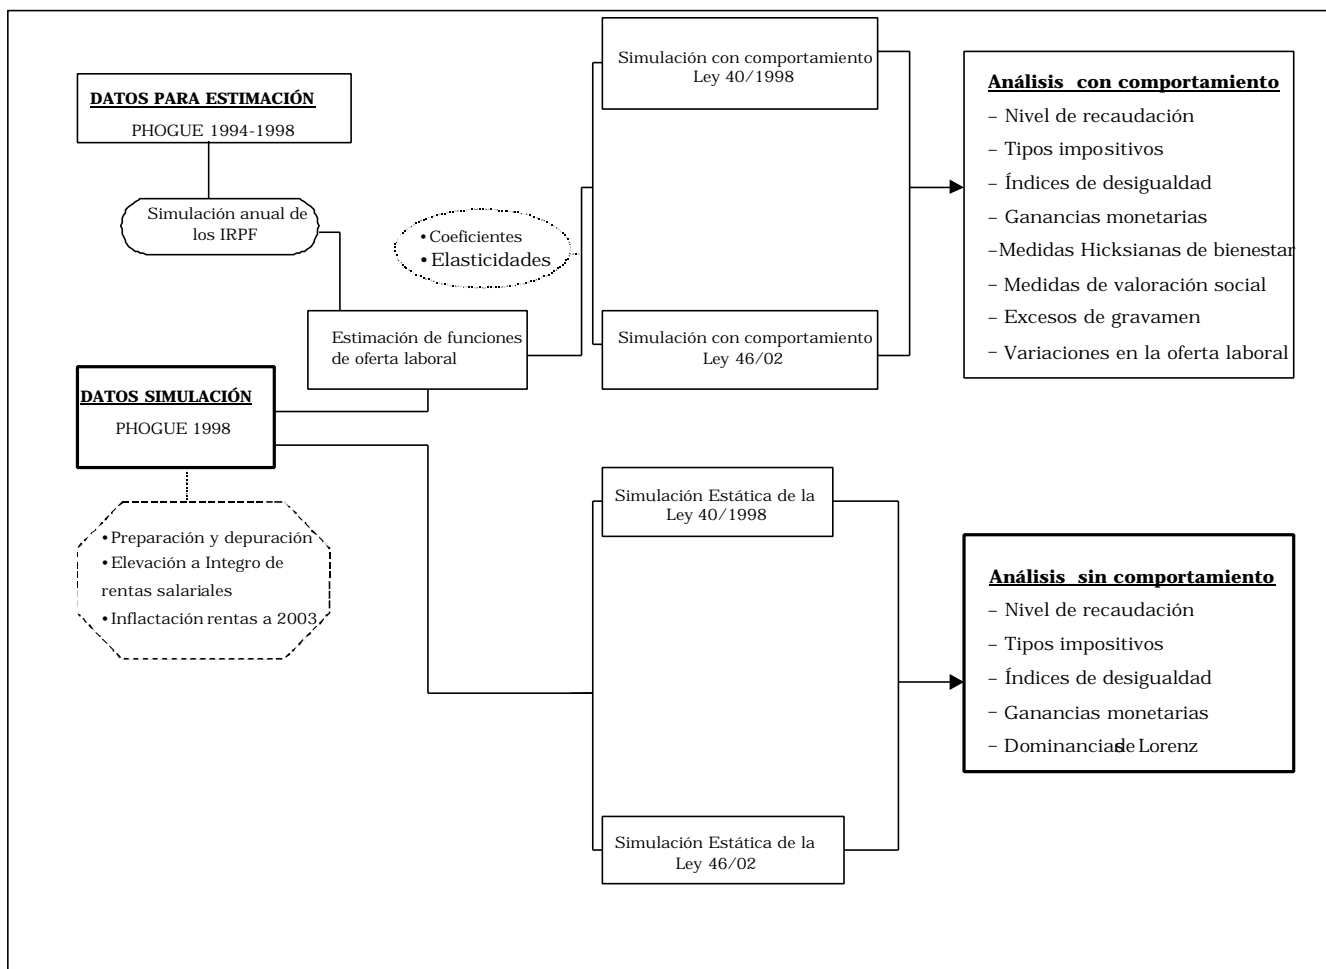 DATOS PARA ESTIMACIÓN
PHOGUE 1994-1998
Simulación anual de
los IRPF
• Coeficientes
• Elasticidades
Estimación de funciones
de oferta laboral
DATOS SIMULACIÓN
PHOGUE 1998
• Preparación y depuración
• Elevación a Integro de
rentas salariales
• Inflactación rentas a 2003
Simulación con comportamiento
Ley 40/1998
Simulación con comportamiento
Ley 46/02
Análisis con comportamiento
– Nivel de recaudación
– Tipos impositivos
– Índices de desigualdad
– Ganancias monetarias
–Medidas Hicksianas de bienestar
– Medidas de valoración social
– Excesos de gravamen
– Variaciones en la oferta laboral
Simulación Estática de la
Ley 40/1998
Simulación Estática de la
Ley 46/02
Análisis sin comportamiento
– Nivel de recaudación
– Tipos impositivos
– Índices de desigualdad
– Ganancias monetarias
– Dominancias de Lorenz